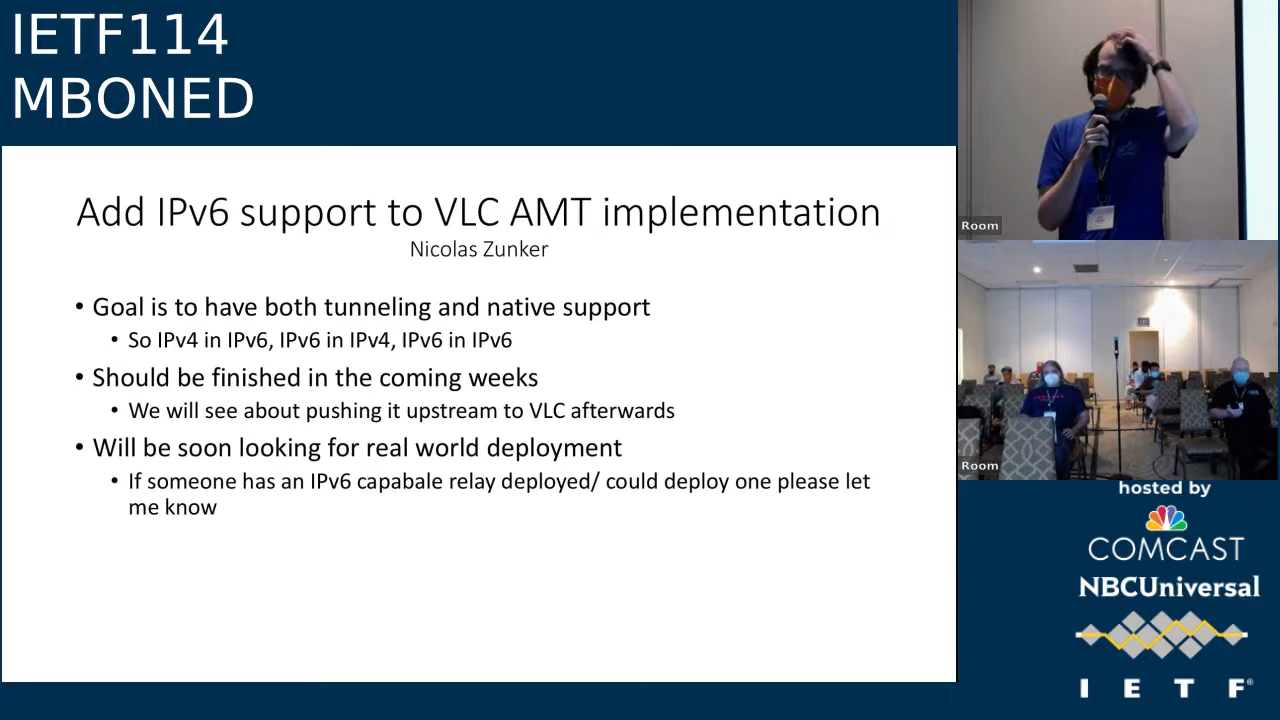 IETF114
MBONED
Add IPv6 support to VLC AMT implementation
Nicolas Zunker
• Goal is to have both tunneling and native support
• So IPv4 in IPv6, IPv6 in IPv4, IPv6 in IPv6
• Should be finished in the coming weeks
• We will see about pushing it upstream to VLC afterwards
• Will be soon looking for real world deployment
• If someone has an IPv6 capabale relay deployed/ could deploy one please let
me know
Room
Room
hosted by
COMCAST
NBCUniversal
I E T F®